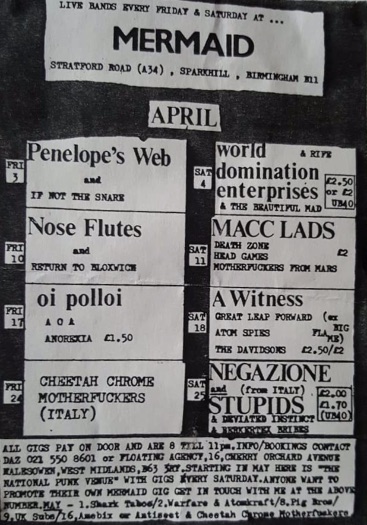 LIVE BANDS EVERY FRIDAY & SATURDAY AT ...
MERMAID
STRATFORD ROAD (A34) , SPARKHILL , BIRMINGHAM B11
APRIL
FRI
3
Penelope's Web
and
IF NOT THE SNARE
SAT
4
world & RIPE
domination
enterprises
& THE BEAUTIFUL MAD
£2.50
or £2
UB40
FRI
10
Nose Flutes
and
RETURN TO BLOXWICH
SAT
11
MACC LADS
DEATH ZONE
HEAD GAMES £2
MOTHERFUCKERS FROM MARS
FRI
17
oi polloi
A O A
ANOREXIA £1.50
SAT
18
A Witness
GREAT LEAP FORWARD (ex
BIG
ATOM SPIES FLA
ME)
THE DAVIDSONS £2.50/£2
FRI
24
CHEETAH CHROME
MOTHERFUCKERS
(ITALY)
SAT
25
NEGAZIONE
and (from ITALY)
STUPIDS
& DEVIATED INSTINCT
£2.00
£1.70
(UB40)
ALL GIGS PAY ON DOOR AND ARE 8 TILL 11pm.INFO/BOOKINGS CONTACT
DAZ 021 550 8601 or FLOATING AGENCY,16,CHERRY ORCHARD AVENUE
HALESOWEN,WEST MIDLANDS,B63 3RY.STARTING IN MAY HERE IS "THE
NATIONAL PUNK VENUE" WITH GIGS EVERY SATURDAY.ANYONE WANT TO
PROMOTE THEIR OWN MERMAID GIG GET IN TOUCH WITH ME AT THE ABOVE
NUMBER.MAY - 1.Shark Taboo/2.Warfare & Atomkraft/8.Pig Bros/
9.UK Subs/16,Amebix or Antisect & Cheetah Chrome Motherfuckers